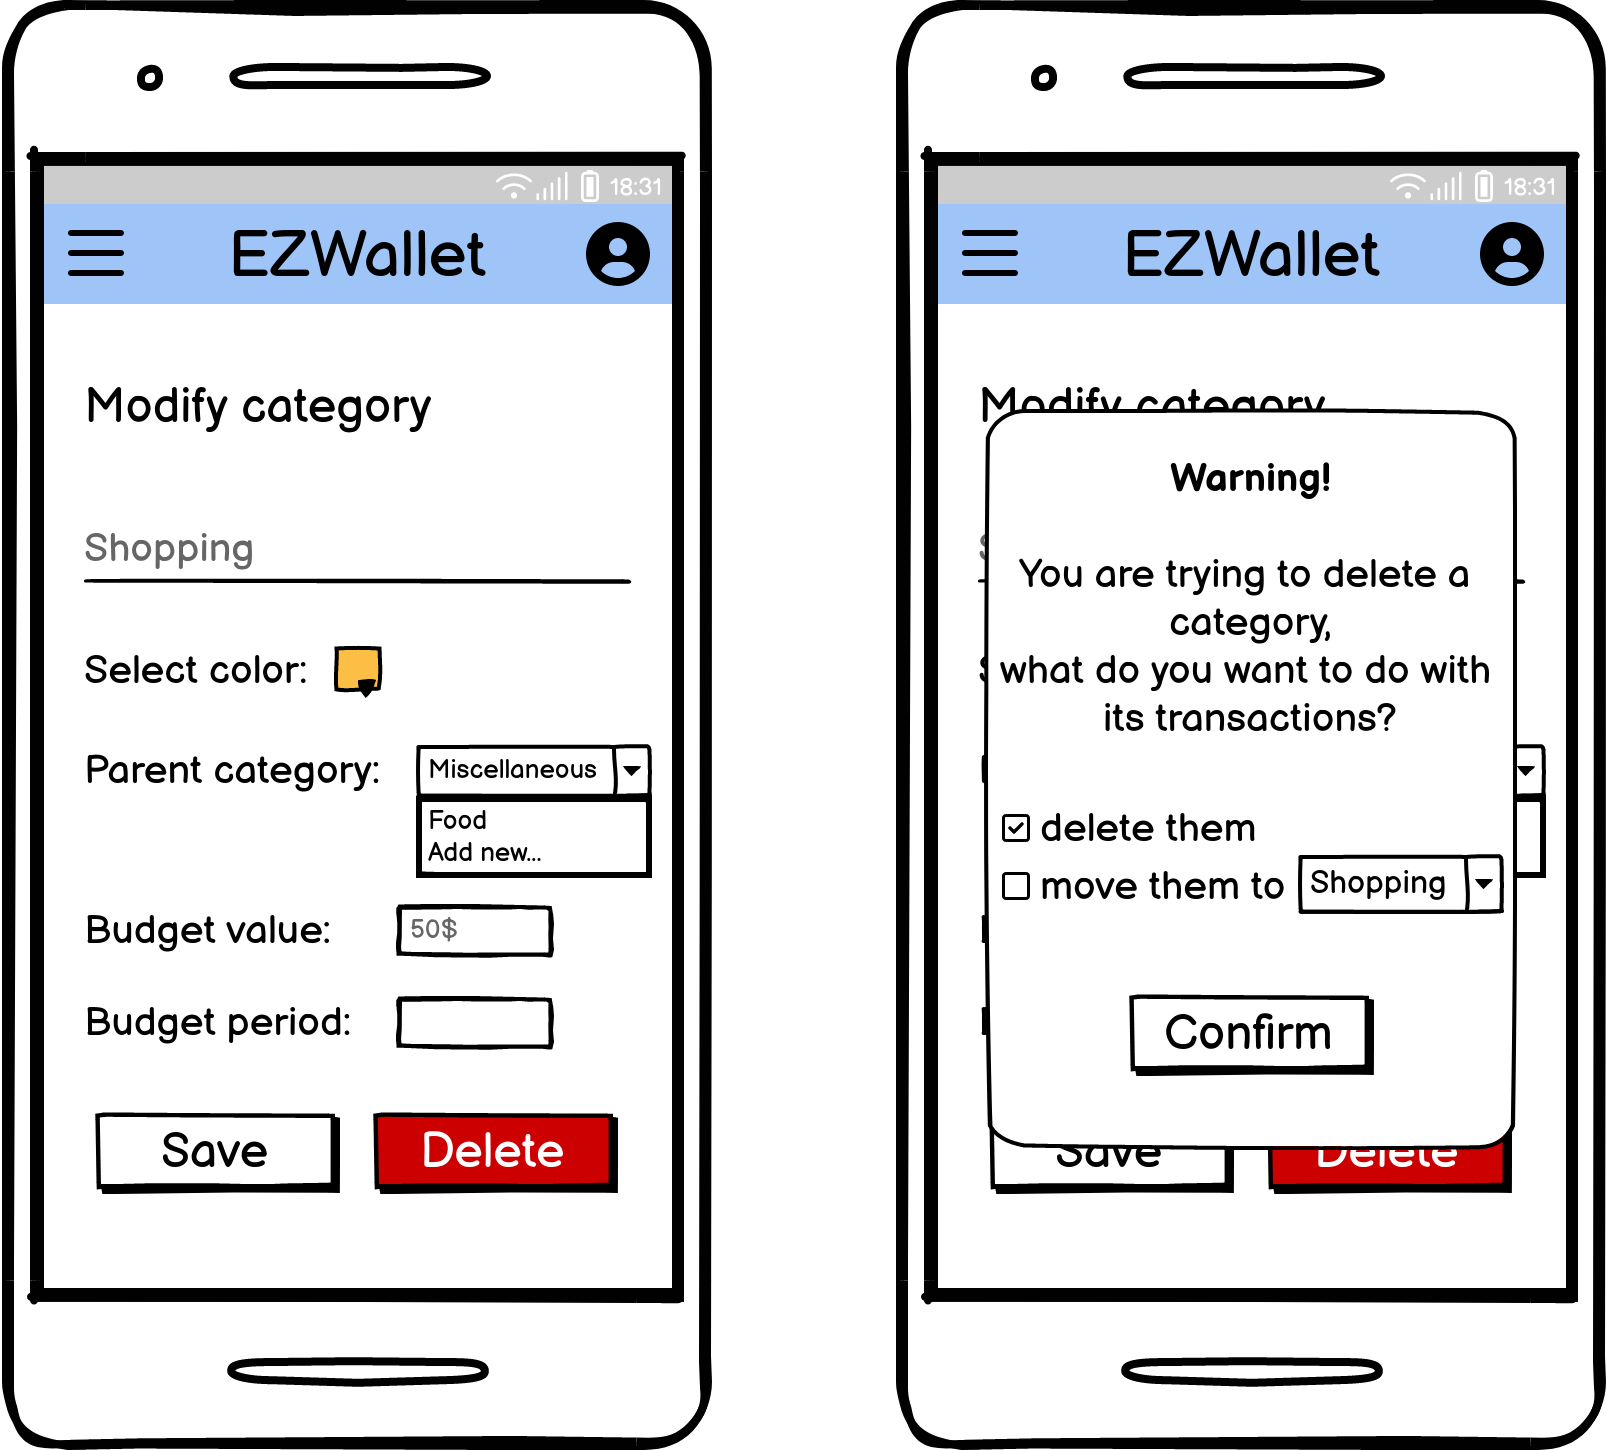 18:31
EZWallet
Modify category
Shopping
Select color:
Parent category: Miscellaneous
Food
Add new...
Budget value: 50$
Budget period:
Save Delete
18:31
EZWallet
Modify category
Warning!
You are trying to delete a
category,
what do you want to do with
its transactions?
delete them
move them to Shopping
Confirm
Save Delete